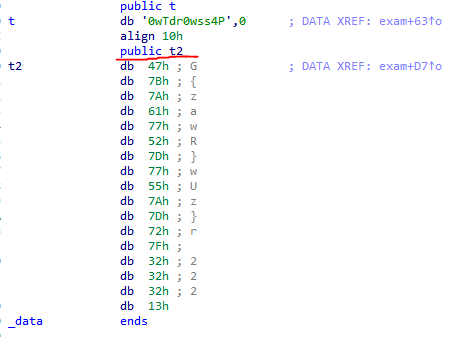 public t
t db '0wTdr0wss4P',0 ; DATA XREF: exam+63↑o
align 10h
public t2
t2 db 47h ; G ; DATA XREF: exam+D7↑o
db 7Bh ; {
db 7Ah ; z
db 61h ; a
db 77h ; w
db 52h ; R
db 7Dh ; }
db 77h ; w
db 55h ; U
db 7Ah ; z
db 7Dh ; }
db 72h ; r
db 7Fh ;
db 32h ; 2
db 32h ; 2
db 32h ; 2
db 13h
_data ends